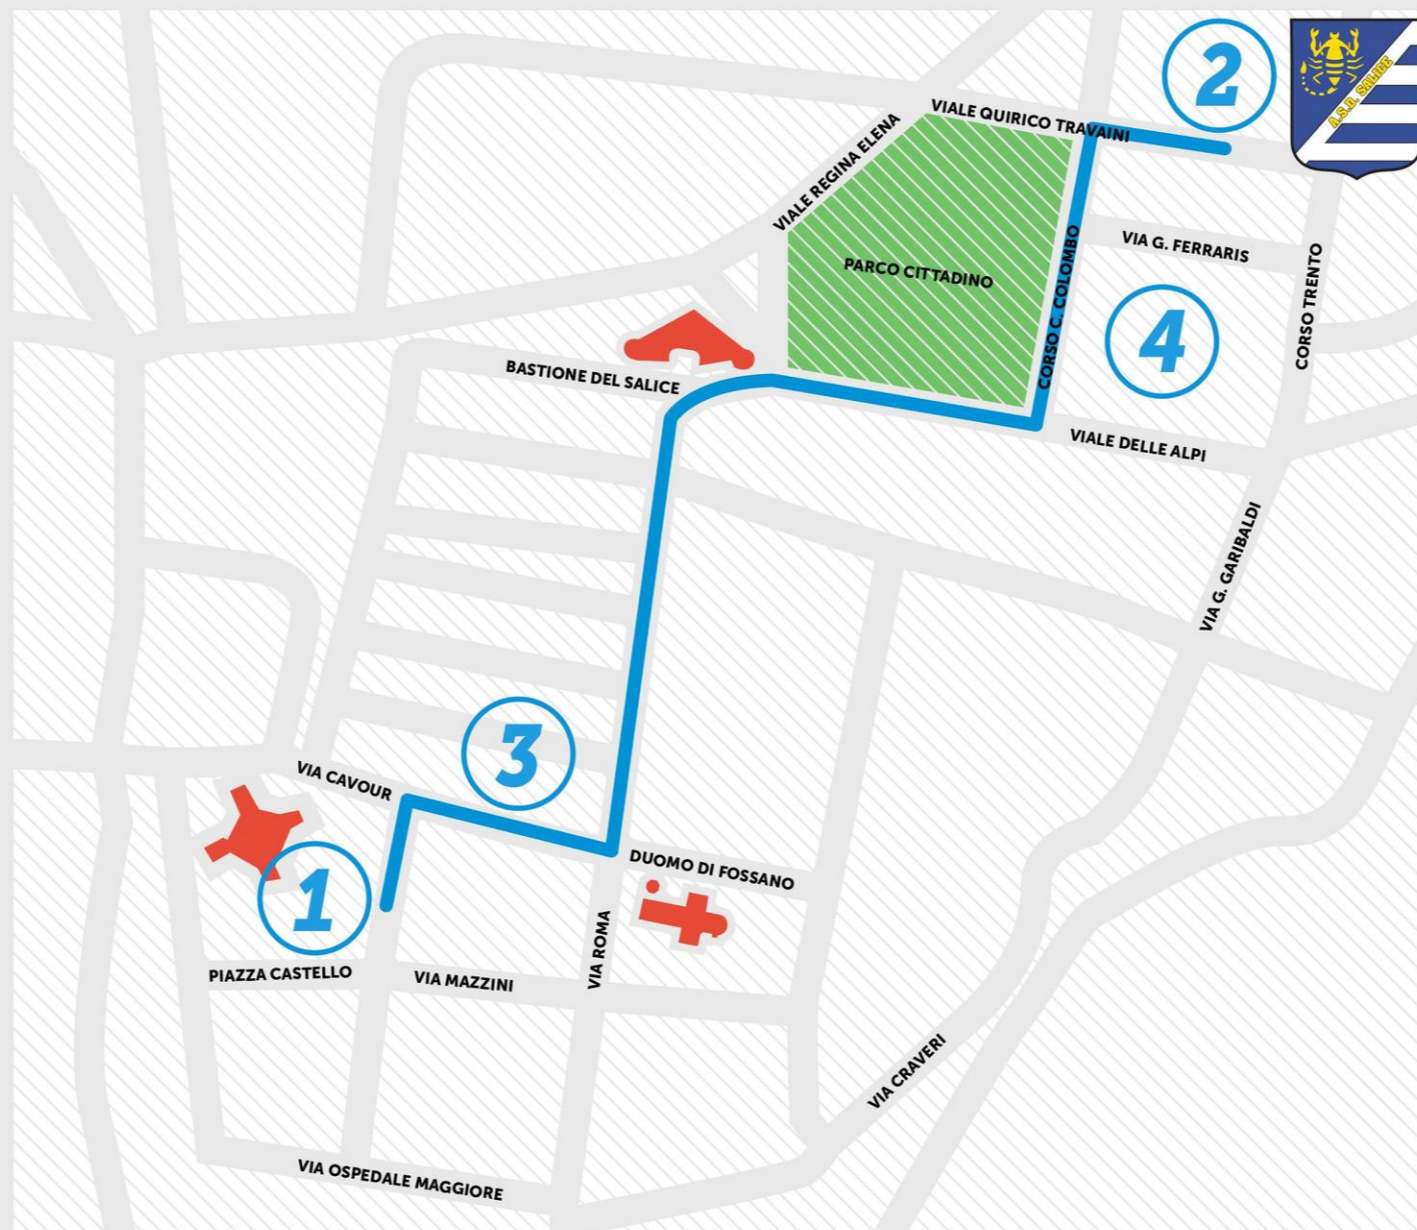 2
A.S.D. SALICE
VIALE QUIRICO TRAVAINI
VIALE REGINA ELENA
VIA G. FERRARIS
PARCO CITTADINO
CORSO C. COLOMBO
CORSO TRENTO
4
BASTIONE DEL SALICE
VIALE DELLE ALPI
VIA G. GARIBALDI
3
VIA CAVOUR
DUOMO DI FOSSANO
1
VIA ROMA
PIAZZA CASTELLO
VIA MAZZINI
VIA CRAVERI
VIA OSPEDALE MAGGIORE